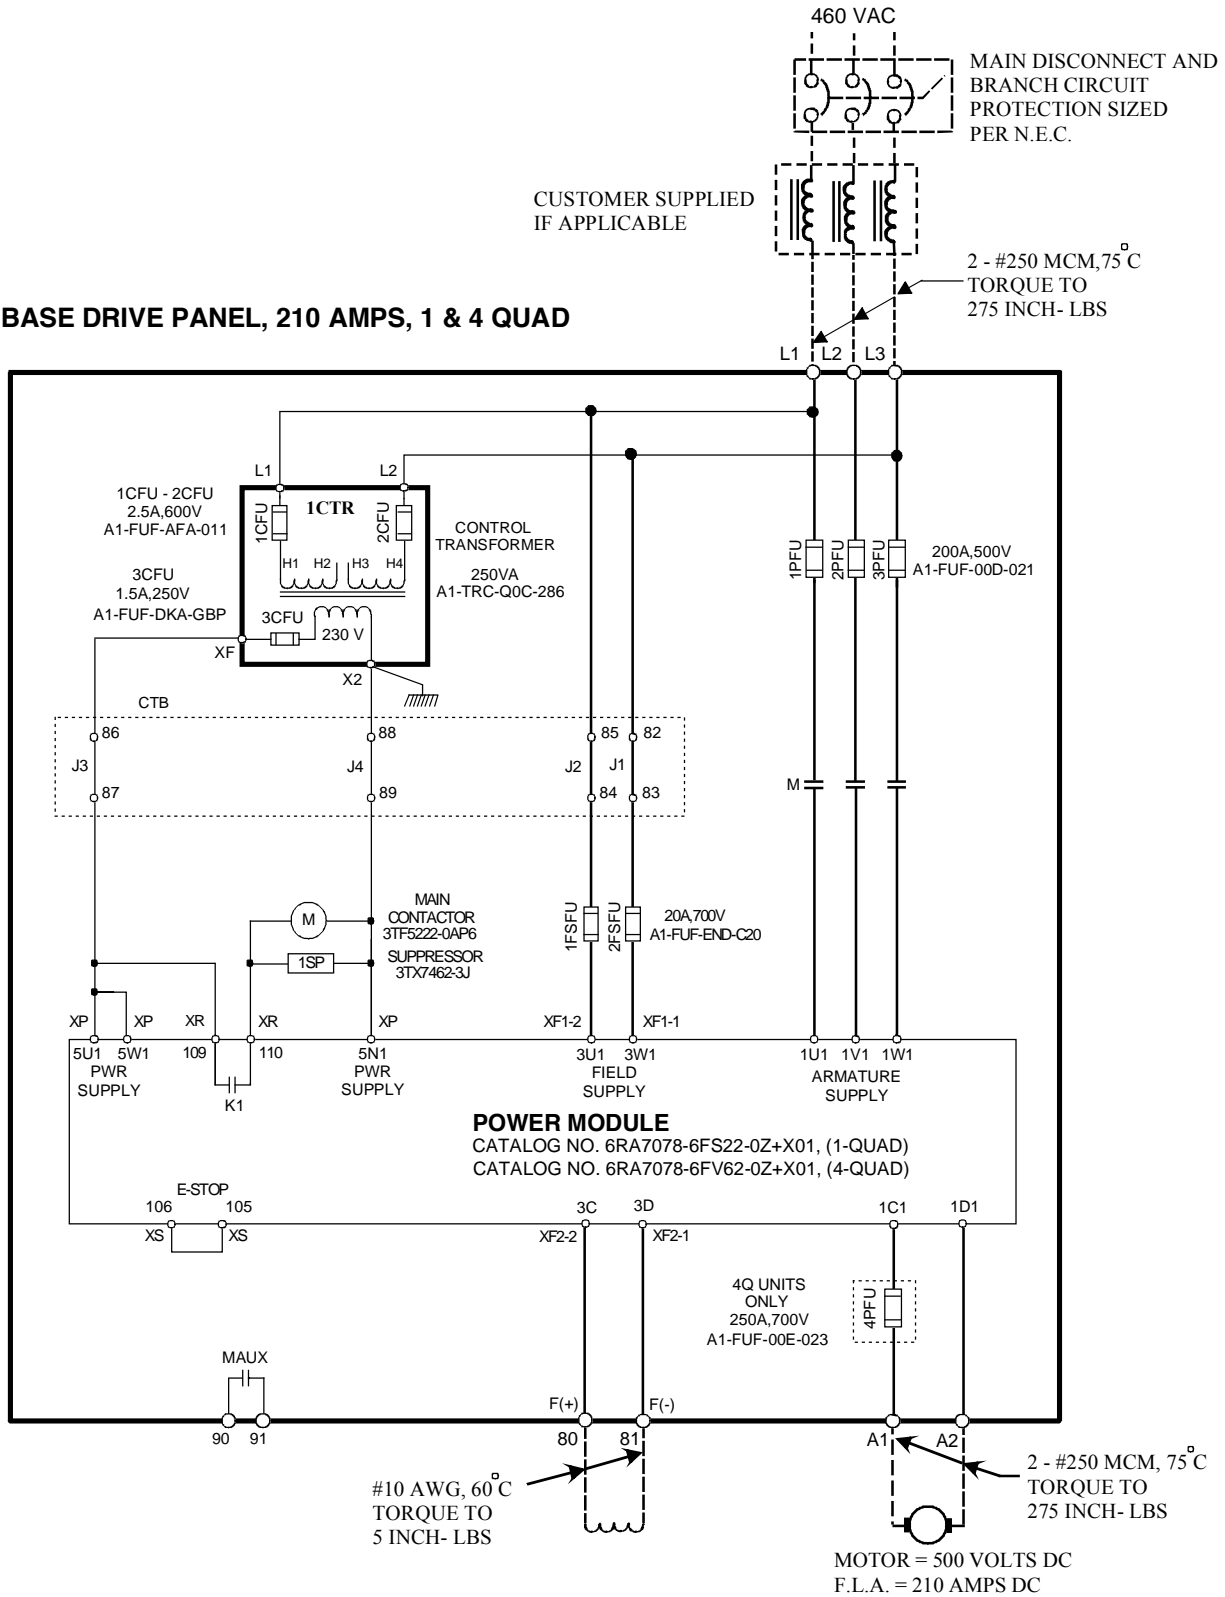 460 VAC
MAIN DISCONNECT AND
BRANCH CIRCUIT
PROTECTION SIZED
PER N.E.C.
CUSTOMER SUPPLIED
IF APPLICABLE
2 - #250 MCM,75°C
TORQUE TO
275 INCH- LBS
BASE DRIVE PANEL, 210 AMPS, 1 & 4 QUAD
L1 L2 L3
L1 L2
1CFU - 2CFU
2.5A,600V
A1-FUF-AFA-011
1CFU
1CTR
2CFU
CONTROL
TRANSFORMER
250VA
A1-TRC-Q0C-286
H1 H2 H3 H4
3CFU
1.5A,250V
A1-FUF-DKA-GBP
3CFU
230 V
XF
X2
1PFU
2PFU
3PFU
200A,500V
A1-FUF-00D-021
CTB
86 88 85 82
J3 J4 J2 J1
87 89 84 83
M
M
MAIN
CONTACTOR
3TF5222-0AP6
1SP
SUPPRESSOR
3TX7462-3J
1FSFU
2FSFU
20A,700V
A1-FUF-END-C20
XP XP XR XR XP XF1-2 XF1-1
5U1 5W1 109 110 5N1 3U1 3W1 1U1 1V1 1W1
PWR
SUPPLY
K1
PWR
SUPPLY
FIELD
SUPPLY
ARMATURE
SUPPLY
POWER MODULE
CATALOG NO. 6RA7078-6FS22-0Z+X01, (1-QUAD)
CATALOG NO. 6RA7078-6FV62-0Z+X01, (4-QUAD)
E-STOP
106 105 3C 3D 1C1 1D1
XS XS XF2-2 XF2-1
4Q UNITS
ONLY
250A,700V
A1-FUF-00E-023
4PFU
MAUX
F(+) F(-)
90 91 80 81 A1 A2
#10 AWG, 60°C
TORQUE TO
5 INCH- LBS
2 - #250 MCM, 75°C
TORQUE TO
275 INCH- LBS
MOTOR = 500 VOLTS DC
F.L.A. = 210 AMPS DC